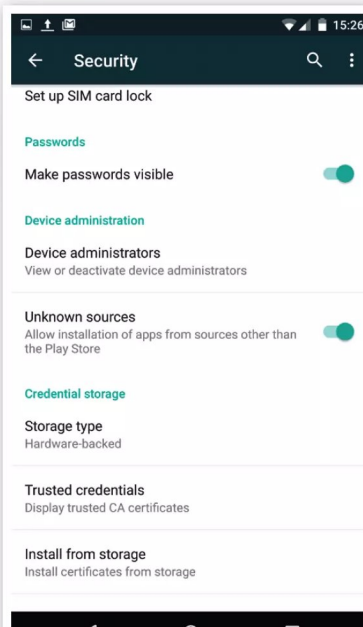 15:26
Security
Set up SIM card lock
Passwords
Make passwords visible
Device administration
Device administrators
View or deactivate device administrators
Unknown sources
Allow installation of apps from sources other than
the Play Store
Credential storage
Storage type
Hardware-backed
Trusted credentials
Display trusted CA certificates
Install from storage
Install certificates from storage